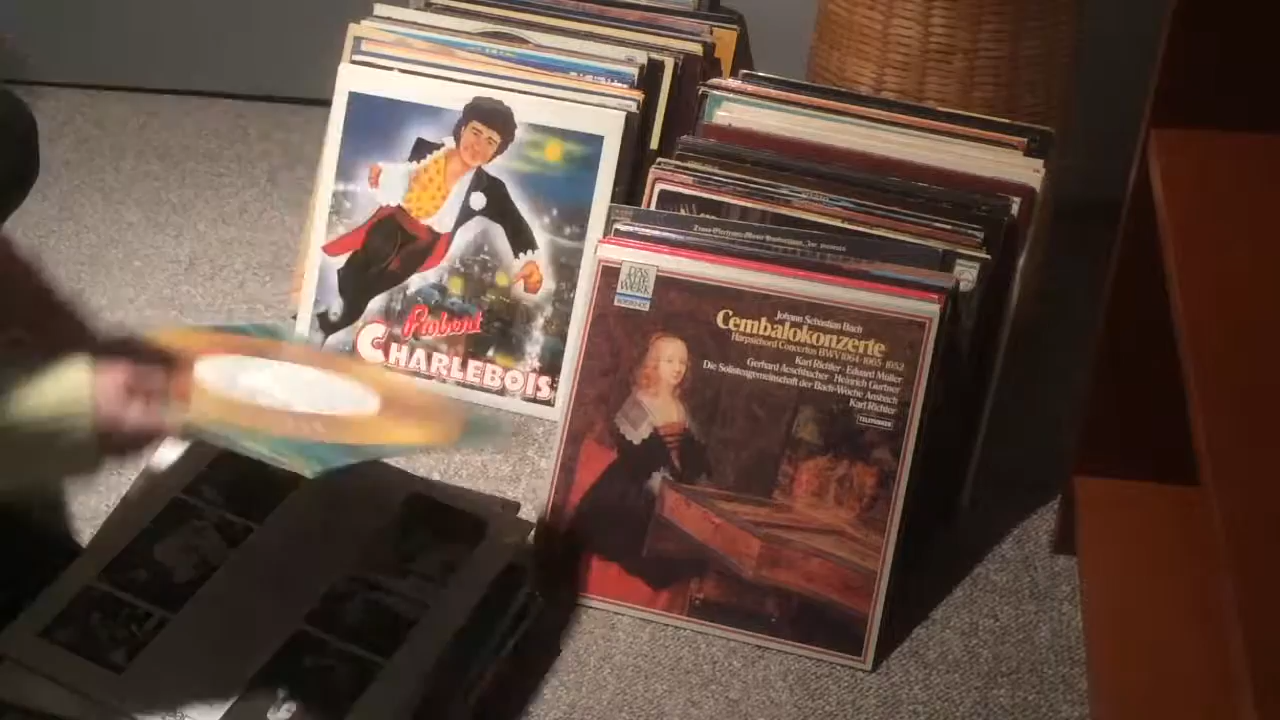 Robert
CHARLEBOIS
DAS
ALTE
WERK
Johann Sebastian Bach
Cembalokonzerte
Harpsichord Concertos BWV 1064·1065·1052
Karl Richter · Eduard Müller
Gerhard Aeschbacher · Heinrich Gurtner
Die Solistengemeinschaft der Bach-Woche Ansbach
Karl Richter
TELEFUNKEN